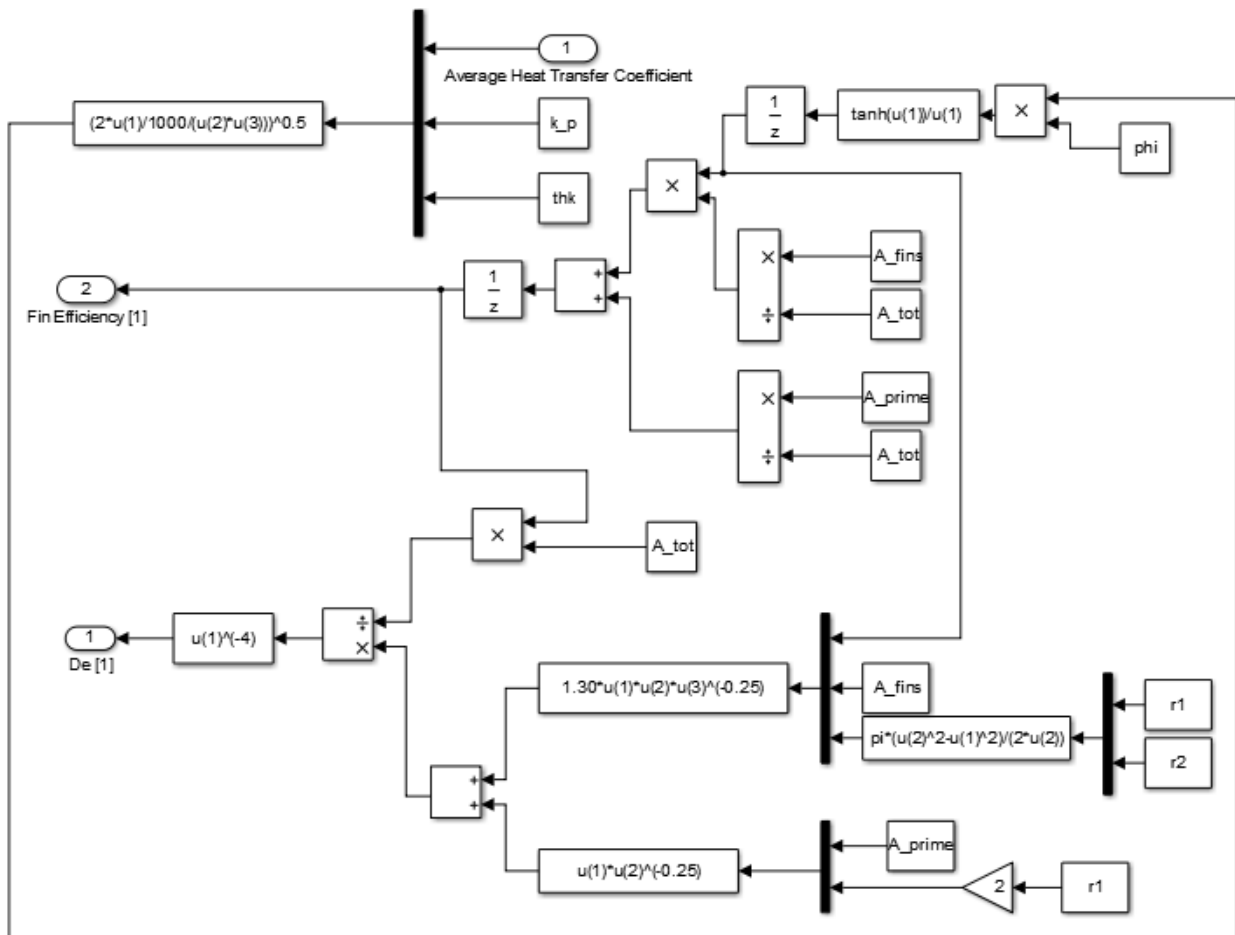 1
Average Heat Transfer Coefficient
(2*u(1)/1000/(u(2)*u(3)))^0.5
k_p
thk
1
z
tanh(u(1))/u(1)
×
phi
×
A_fins
×
÷
A_tot
2
Fin Efficiency [1]
1
z
+
+
A_prime
×
÷
A_tot
×
A_tot
1
De [1]
u(1)^(-4)
÷
×
1.30*u(1)*u(2)*u(3)^(-0.25)
A_fins
pi*(u(2)^2-u(1)^2)/(2*u(2))
r1
r2
+
+
u(1)*u(2)^(-0.25)
A_prime
2
r1